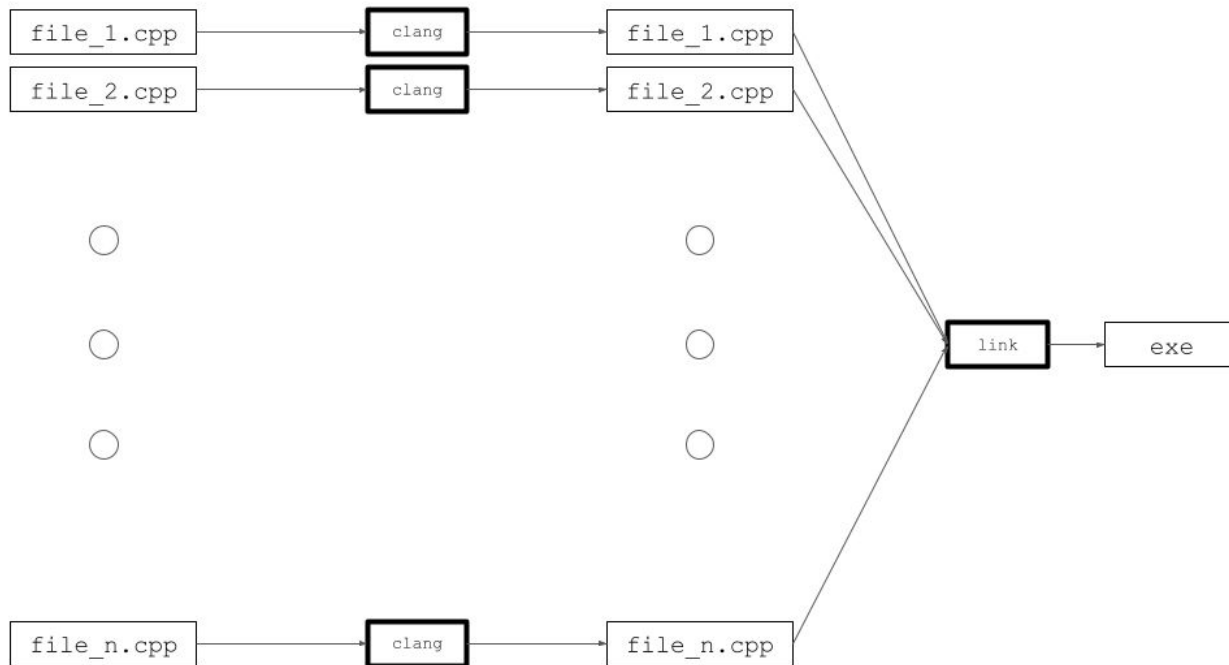 file_1.cpp
clang
file_1.cpp
file_2.cpp
clang
file_2.cpp
link
exe
file_n.cpp
clang
file_n.cpp